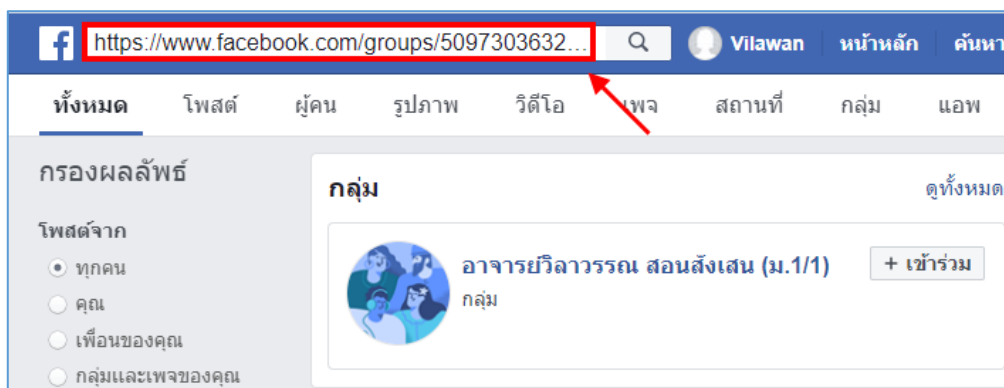 f https://www.facebook.com/groups/5097303632... Vilawan หน้าหลัก ค้นหา
ทั้งหมด โพสต์ ผู้คน รูปภาพ วิดีโอ เพจ สถานที่ กลุ่ม แอพ
กรองผลลัพธ์
กลุ่ม ดูทั้งหมด
โพสต์จาก
ทุกคน
คุณ
เพื่อนของคุณ
กลุ่มและเพจของคุณ
อาจารย์วิลาวรรณ สอนสังเสน (ม.1/1) + เข้าร่วม
กลุ่ม